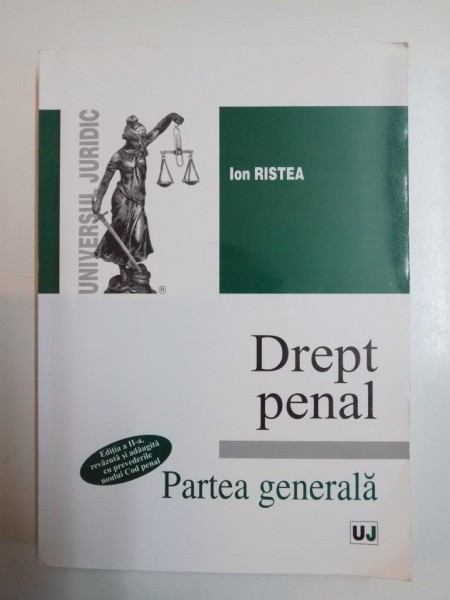 UNIVERSUL JURIDIC
®
Ion RISTEA
Drept
penal
Ediția a II-a,
revăzută și adăugită
cu prevederile
noului Cod penal
Partea generală
UJ